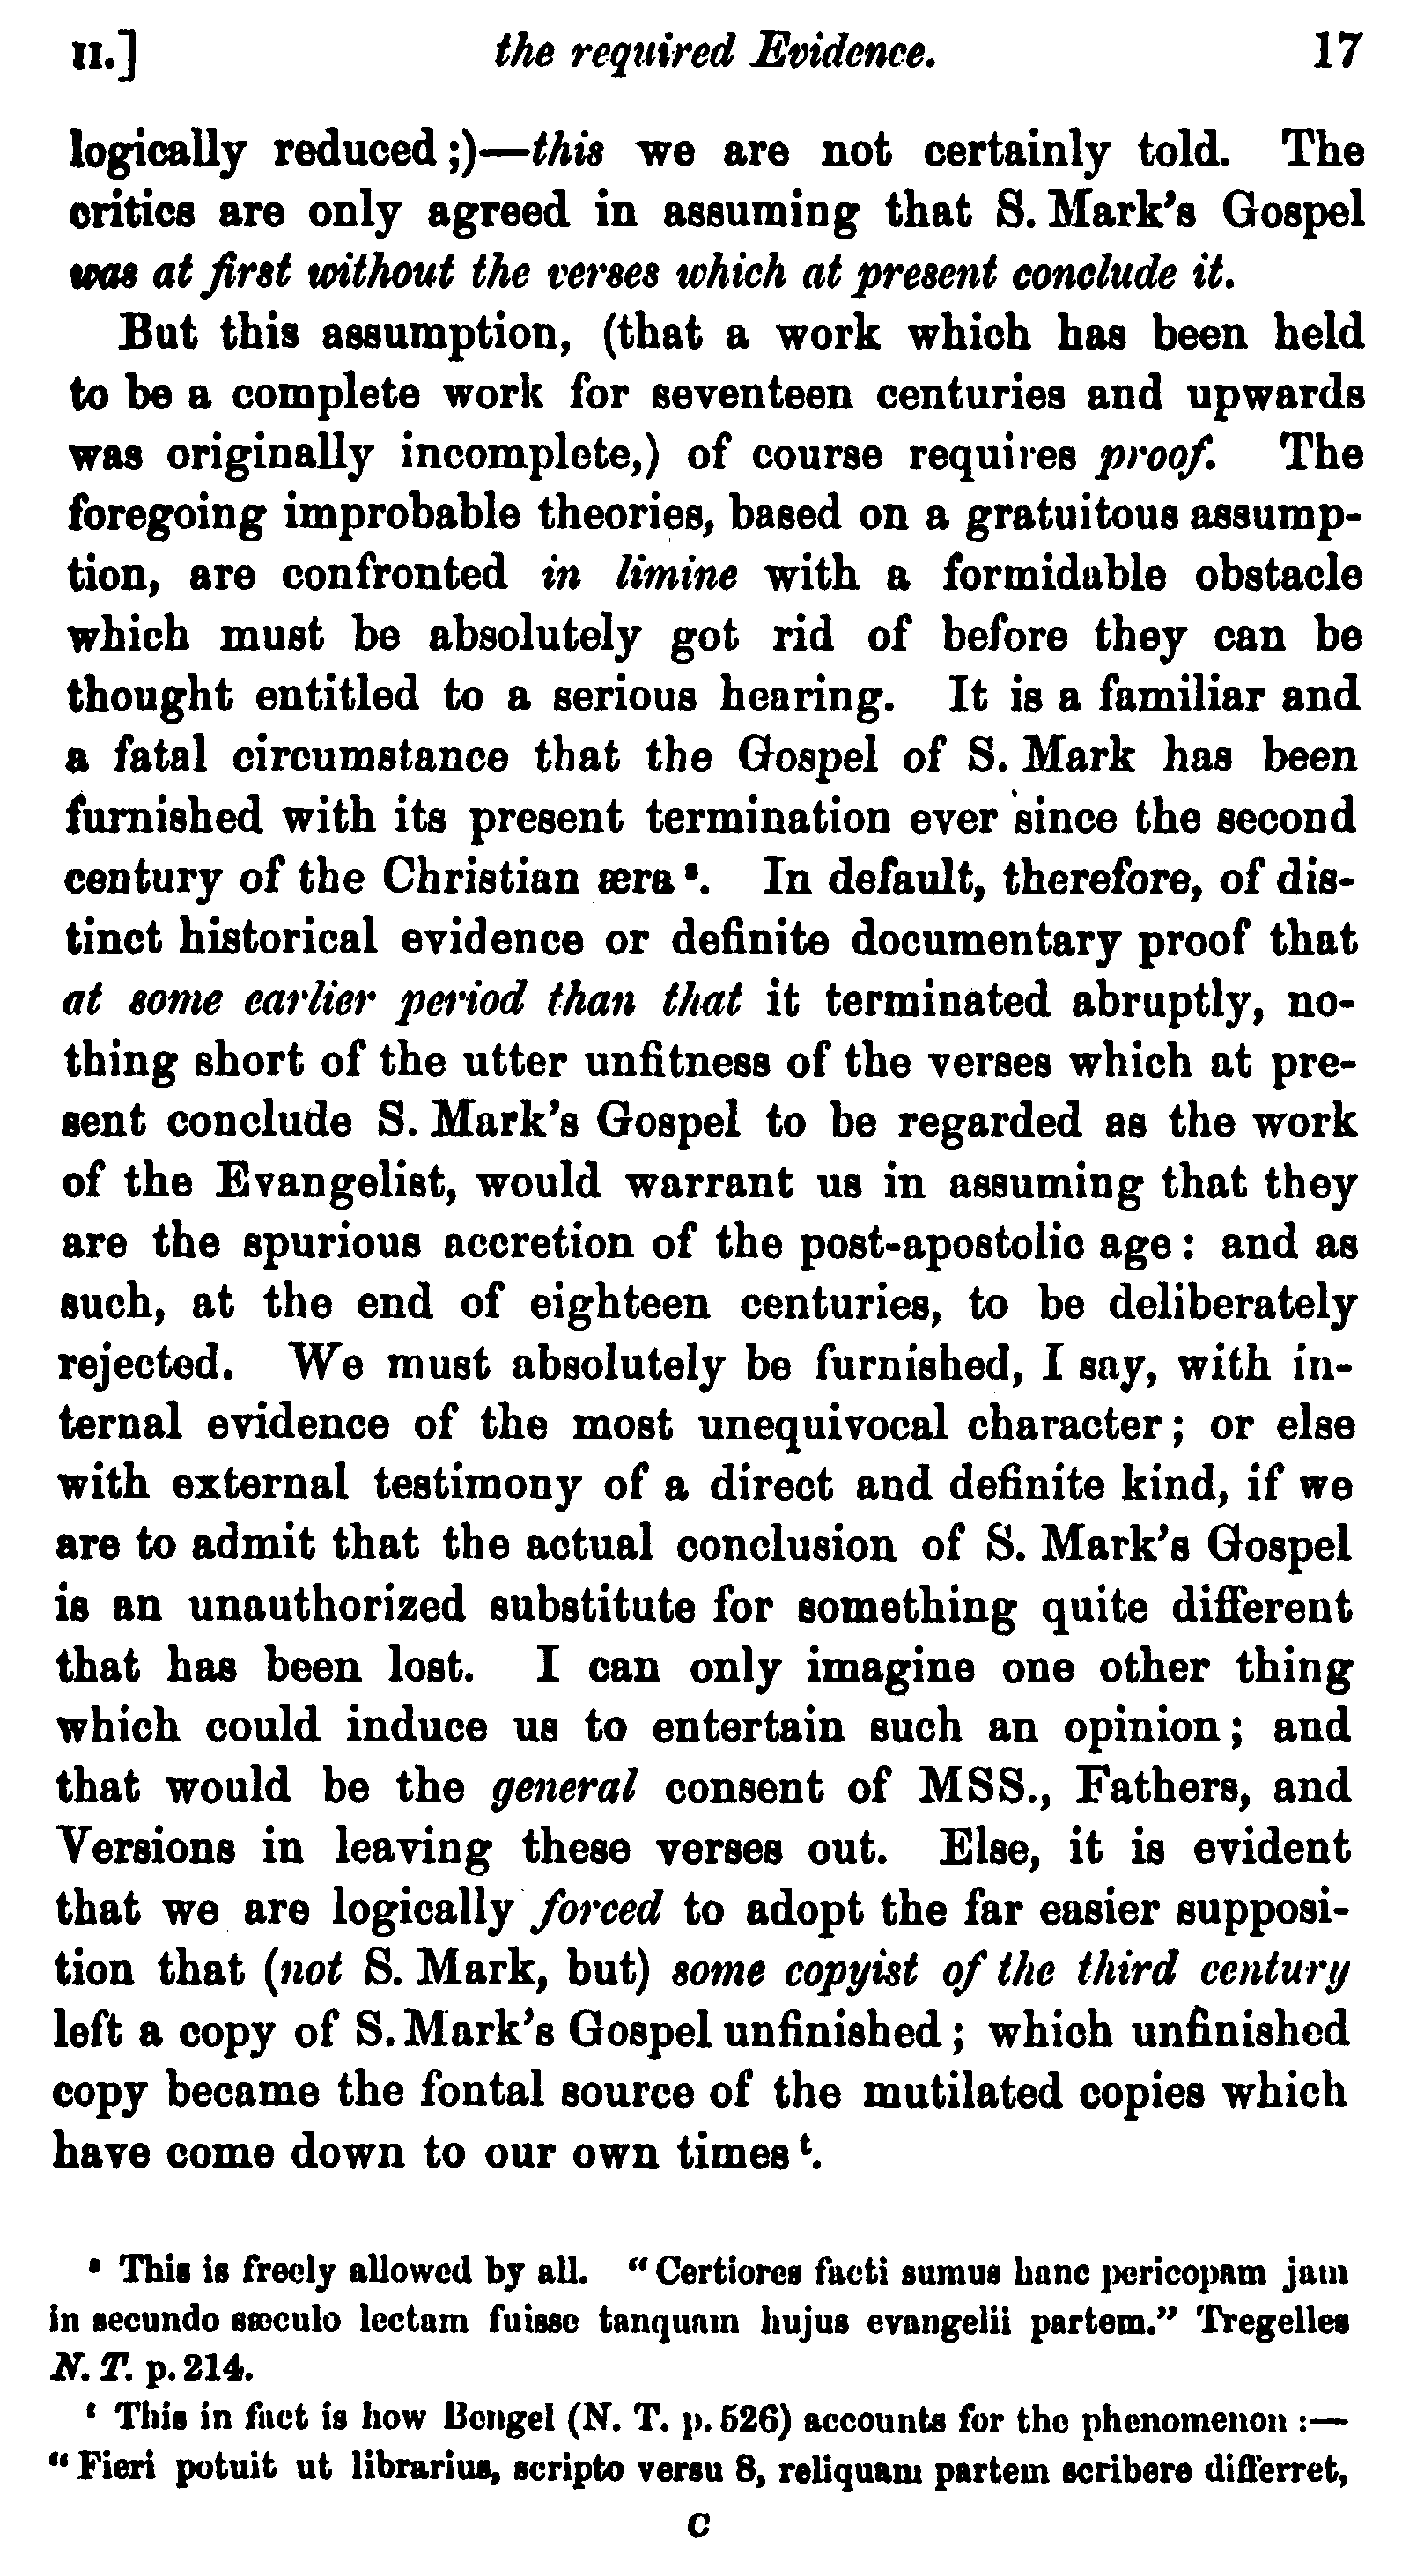 II.] the required Evidence. 17
logically reduced;)—this we are not certainly told. The
critics are only agreed in assuming that S. Mark's Gospel
was at first without the verses which at present conclude it.
But this assumption, (that a work which has been held
to be a complete work for seventeen centuries and upwards
was originally incomplete,) of course requires proof. The
foregoing improbable theories, based on a gratuitous assump-
tion, are confronted in limine with a formidable obstacle
which must be absolutely got rid of before they can be
thought entitled to a serious hearing. It is a familiar and
a fatal circumstance that the Gospel of S. Mark has been
furnished with its present termination ever since the second
century of the Christian æra s. In default, therefore, of dis-
tinct historical evidence or definite documentary proof that
at some earlier period than that it terminated abruptly, no-
thing short of the utter unfitness of the verses which at pre-
sent conclude S. Mark's Gospel to be regarded as the work
of the Evangelist, would warrant us in assuming that they
are the spurious accretion of the post-apostolic age: and as
such, at the end of eighteen centuries, to be deliberately
rejected. We must absolutely be furnished, I say, with in-
ternal evidence of the most unequivocal character; or else
with external testimony of a direct and definite kind, if we
are to admit that the actual conclusion of S. Mark's Gospel
is an unauthorized substitute for something quite different
that has been lost. I can only imagine one other thing
which could induce us to entertain such an opinion; and
that would be the general consent of MSS., Fathers, and
Versions in leaving these verses out. Else, it is evident
that we are logically forced to adopt the far easier supposi-
tion that (not S. Mark, but) some copyist of the third century
left a copy of S. Mark's Gospel unfinished; which unfinished
copy became the fontal source of the mutilated copies which
have come down to our own times t.
s This is freely allowed by all. "Certiores facti sumus hanc pericopam jam
in secundo sæculo lectam fuisse tanquam hujus evangelii partem." Tregelles
N. T. p. 214.
t This in fact is how Bengel (N. T. p. 526) accounts for the phenomenon:—
"Fieri potuit ut librarius, scripto versu 8, reliquam partem scribere differret,
C